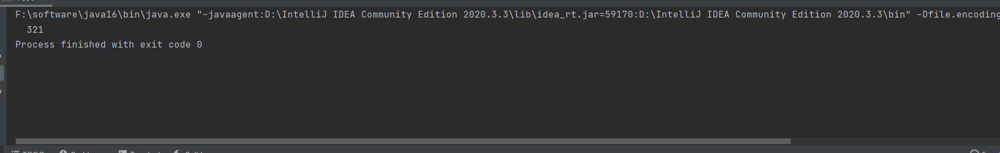 F:\software\java16\bin\java.exe "-javaagent:D:\IntelliJ IDEA Community Edition 2020.3.3\lib\idea_rt.jar=59170:D:\IntelliJ IDEA Community Edition 2020.3.3\bin" -Dfile.encoding
321
Process finished with exit code 0